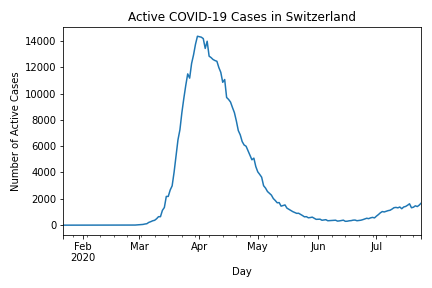 Active COVID-19 Cases in Switzerland
Number of Active Cases
14000
12000
10000
8000
6000
4000
2000
0
Feb Mar Apr May Jun Jul
2020
Day